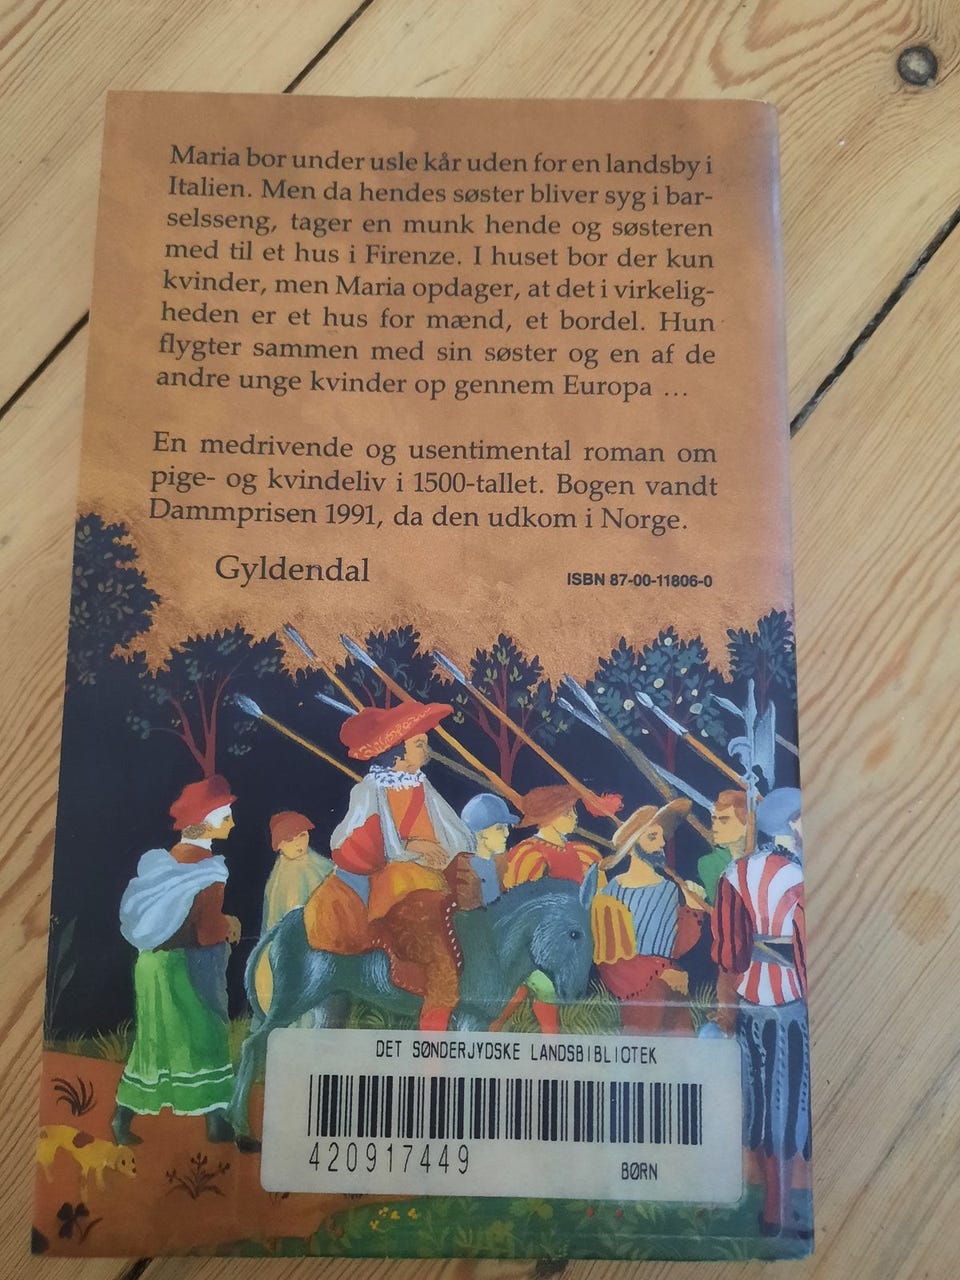 Maria bor under usle kår uden for en landsby i
Italien. Men da hendes søster bliver syg i bar-
selsseng, tager en munk hende og søsteren
med til et hus i Firenze. I huset bor der kun
kvinder, men Maria opdager, at det i virkelig-
heden er et hus for mænd, et bordel. Hun
flygter sammen med sin søster og en af de
andre unge kvinder op gennem Europa ...
En medrivende og usentimental roman om
pige- og kvindeliv i 1500-tallet. Bogen vandt
Dammprisen 1991, da den udkom i Norge.
Gyldendal
ISBN 87-00-11806-0
DET SØNDERJYDSKE LANDSBIBLIOTEK
420917449
BØRN